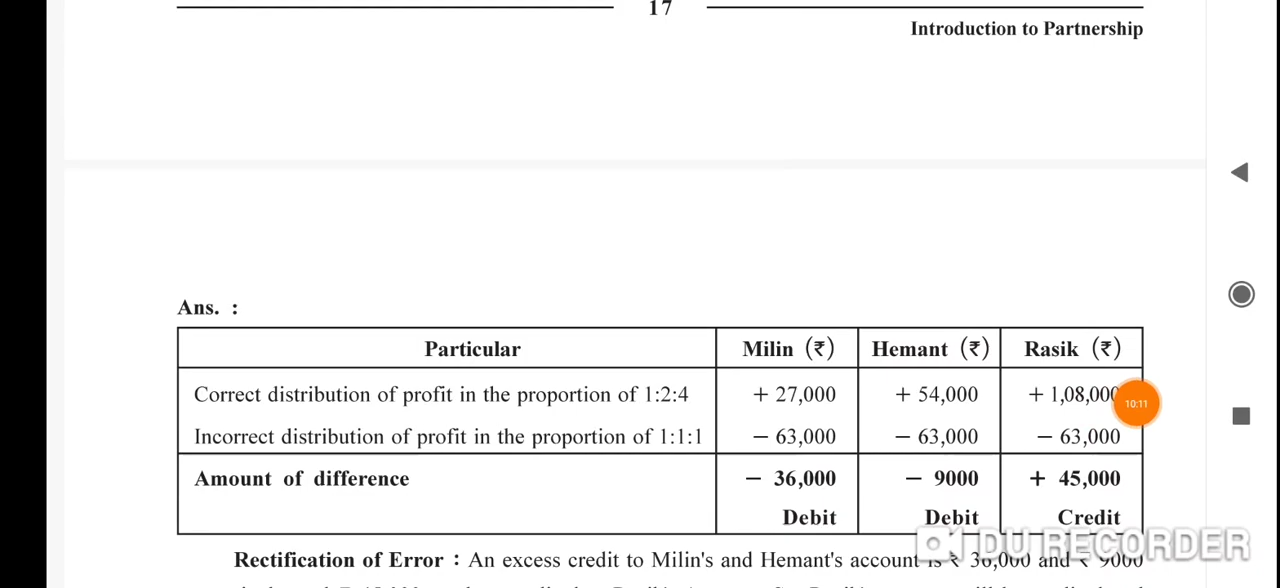 17
Introduction to Partnership
Ans. :
Particular Milin (₹) Hemant (₹) Rasik (₹)
Correct distribution of profit in the proportion of 1:2:4 + 27,000 + 54,000 + 1,08,000
10:11
Incorrect distribution of profit in the proportion of 1:1:1 − 63,000 − 63,000 − 63,000
Amount of difference − 36,000 − 9000 + 45,000
Debit Debit Credit
DU RECORDER
Rectification of Error : An excess credit to Milin's and Hemant's account is ₹ 36,000 and ₹ 9000